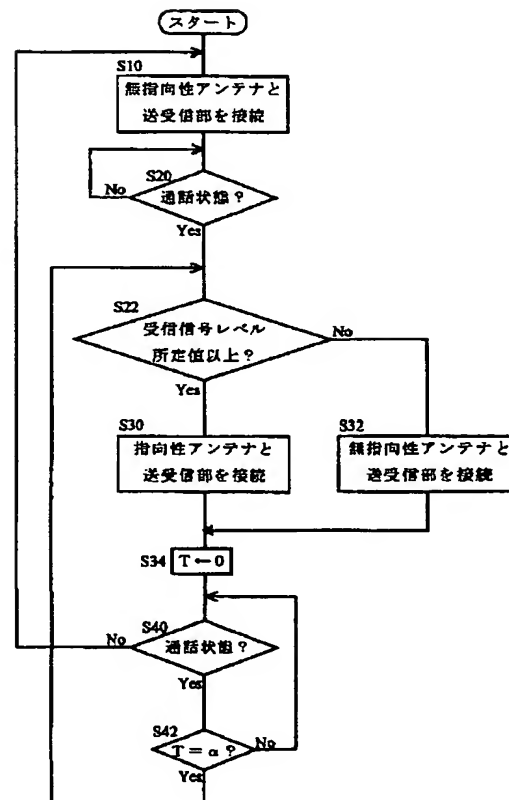 スタート
S10
無指向性アンテナと
送受信部を接続
S20
No
通話状態?
Yes
S22
受信信号レベル
所定値以上?
No
Yes
S30
指向性アンテナと
送受信部を接続
S32
無指向性アンテナと
送受信部を接続
S34
T←0
S40
No
通話状態?
Yes
S42
T=α?
No
Yes